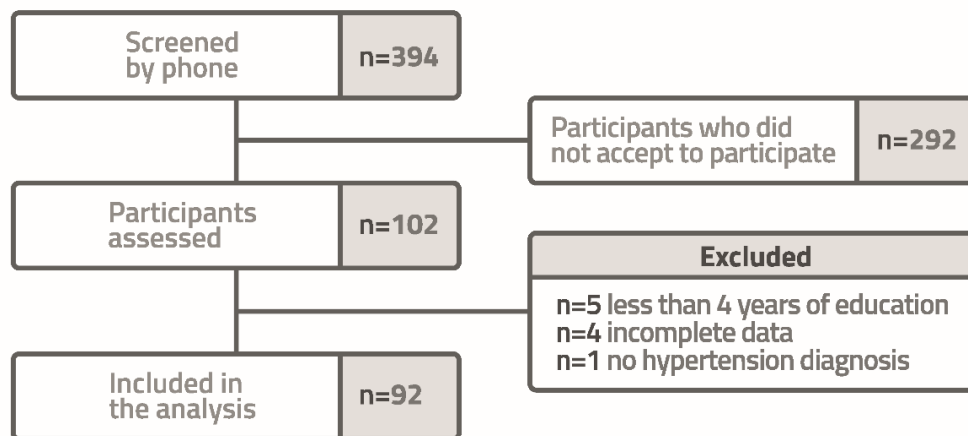 Screened
by phone
n=394
Participants who did
not accept to participate
n=292
Participants
assessed
n=102
Excluded
n=5 less than 4 years of education
n=4 incomplete data
n=1 no hypertension diagnosis
Included in
the analysis
n=92